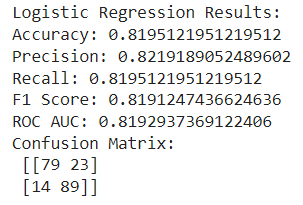 Logistic Regression Results:
Accuracy: 0.8195121951219512
Precision: 0.8219189052489602
Recall: 0.8195121951219512
F1 Score: 0.8191247436624636
ROC AUC: 0.8192937369122406
Confusion Matrix:
[[79 23]
[14 89]]